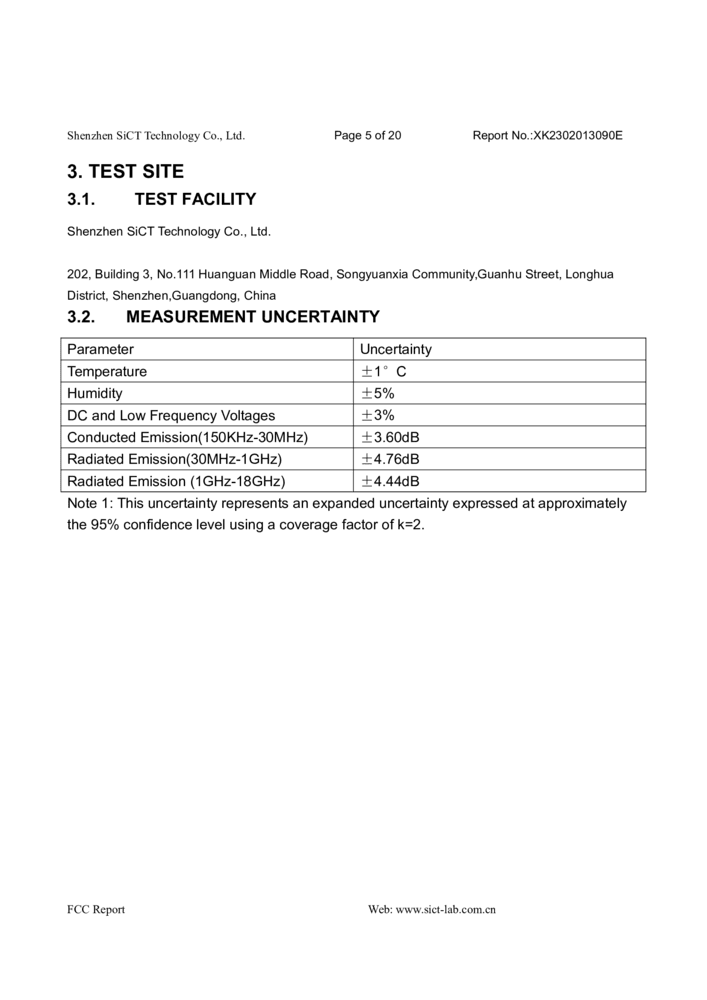 Shenzhen SiCT Technology Co., Ltd. Page 5 of 20 Report No.:XK2302013090E
3. TEST SITE
3.1. TEST FACILITY
Shenzhen SiCT Technology Co., Ltd.
202, Building 3, No.111 Huanguan Middle Road, Songyuanxia Community,Guanhu Street, Longhua
District, Shenzhen,Guangdong, China
3.2. MEASUREMENT UNCERTAINTY
Parameter Uncertainty
Temperature ±1° C
Humidity ±5%
DC and Low Frequency Voltages ±3%
Conducted Emission(150KHz-30MHz) ±3.60dB
Radiated Emission(30MHz-1GHz) ±4.76dB
Radiated Emission (1GHz-18GHz) ±4.44dB
Note 1: This uncertainty represents an expanded uncertainty expressed at approximately
the 95% confidence level using a coverage factor of k=2.
FCC Report Web: www.sict-lab.com.cn